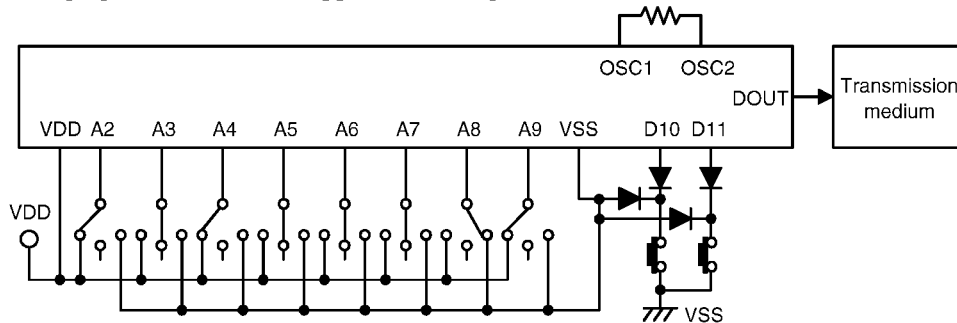 OSC1 OSC2
DOUT
Transmission
medium
VDD A2 A3 A4 A5 A6 A7 A8 A9 VSS D10 D11
VDD
VSS